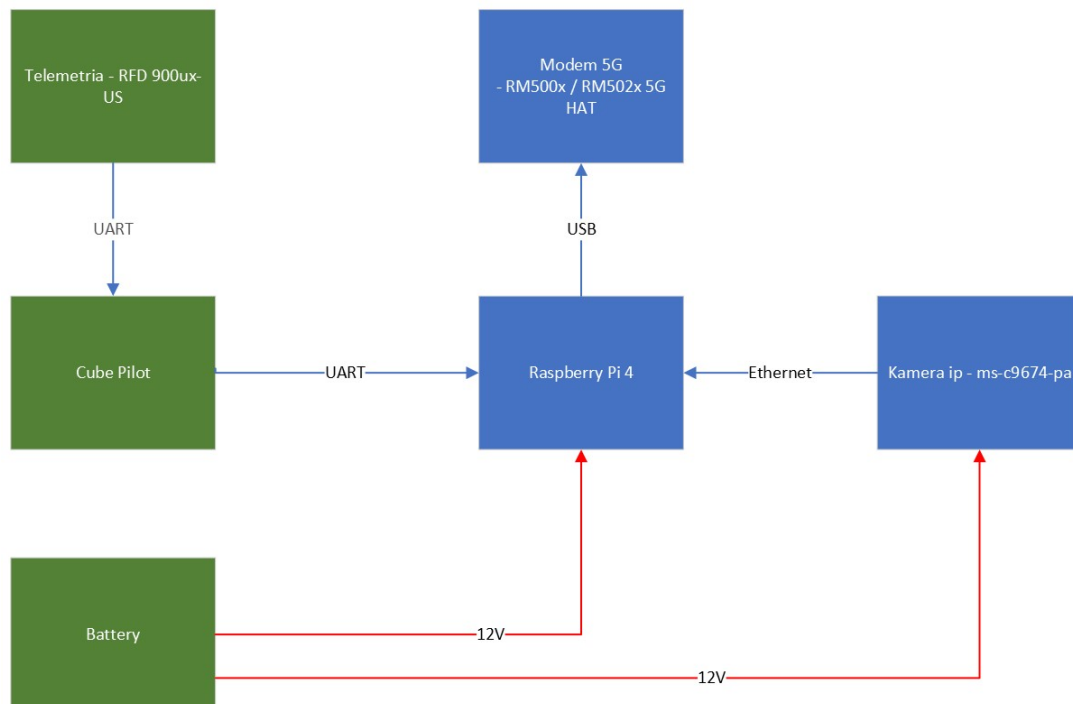 Telemetria - RFD 900ux-
US
Modem 5G
- RM500x / RM502x 5G
HAT
UART
USB
Cube Pilot
UART
Raspberry Pi 4
Ethernet
Kamera ip - ms-c9674-pa
Battery
12V
12V